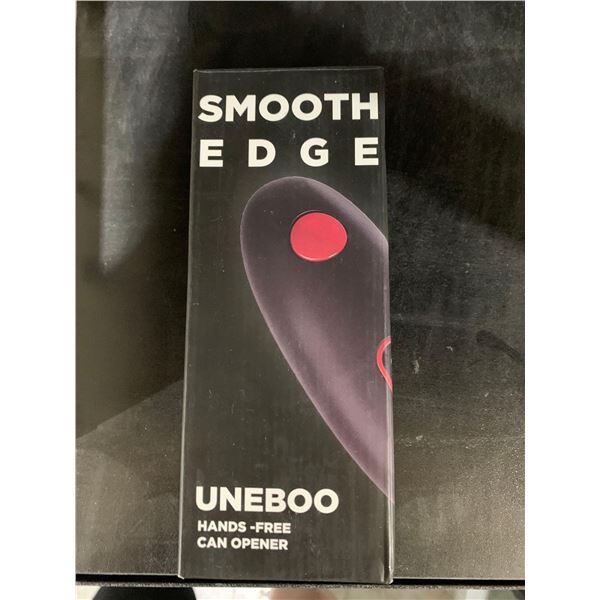 SMOOTH
EDGE
UNEBOO
HANDS -FREE
CAN OPENER